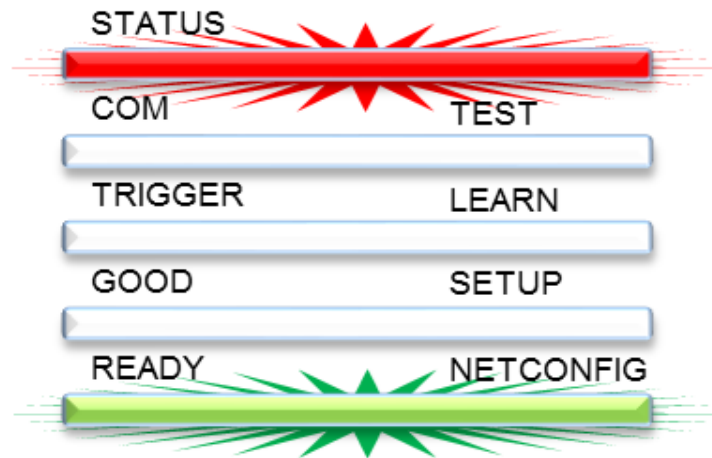 STATUS
COM TEST
TRIGGER LEARN
GOOD SETUP
READY NETCONFIG